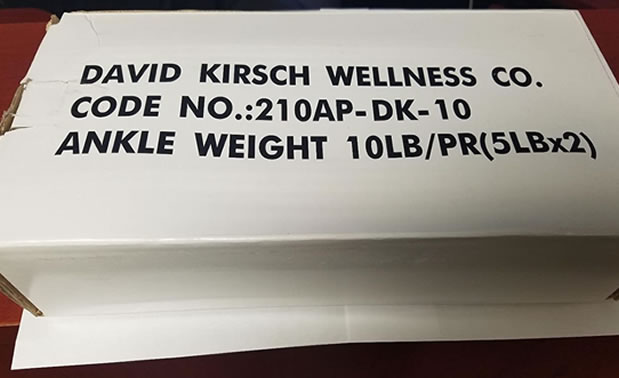 DAVID KIRSCH WELLNESS CO.
CODE NO.:210AP-DK-10
ANKLE WEIGHT 10LB/PR(5LBx2)